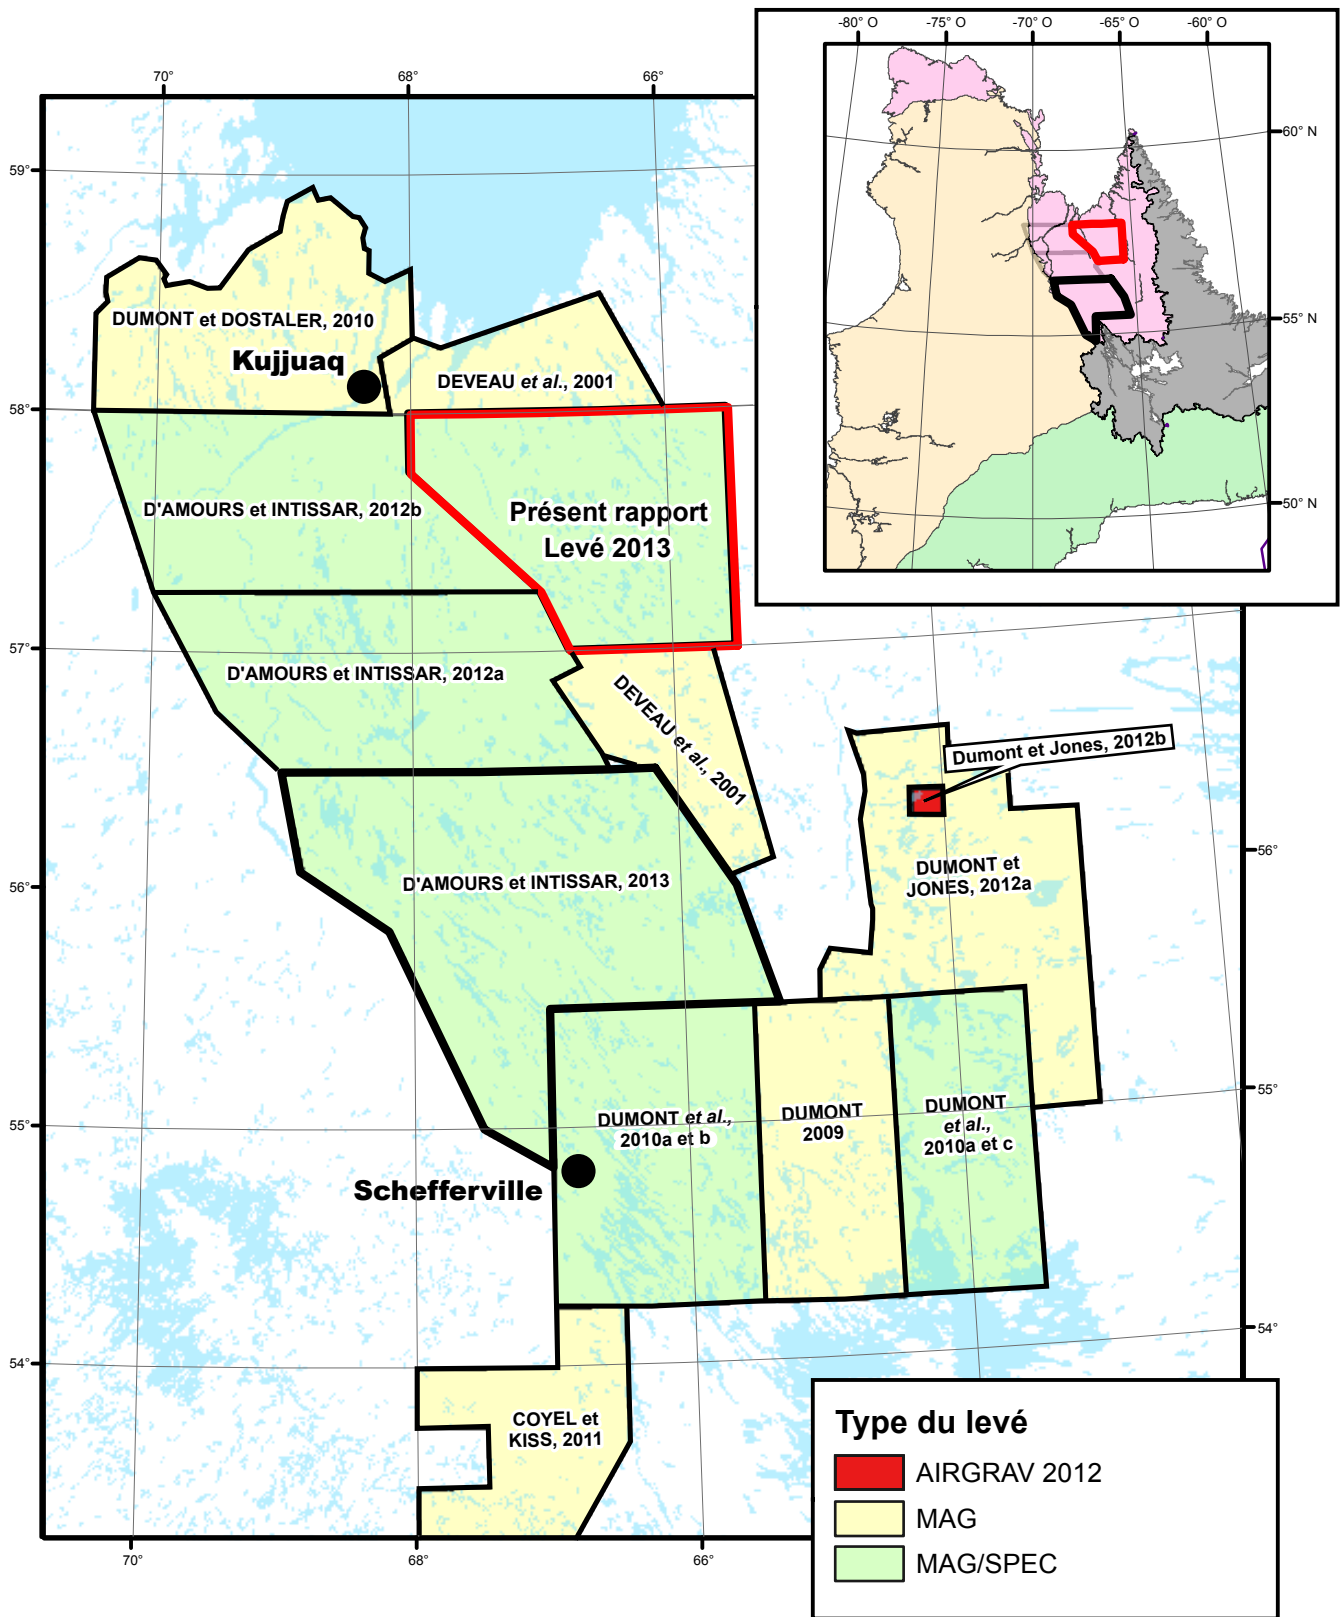 -80° O -75° O -70° O -65° O -60° O
60° N
55° N
50° N
70° 68° 66°
59°
58°
57°
56°
55°
54°
56°
55°
54°
70° 68° 66°
DUMONT et DOSTALER, 2010
Kujjuaq
DEVEAU et al., 2001
D'AMOURS et INTISSAR, 2012b
Présent rapport
Levé 2013
D'AMOURS et INTISSAR, 2012a
DEVEAU et al., 2001
Dumont et Jones, 2012b
DUMONT et
JONES, 2012a
D'AMOURS et INTISSAR, 2013
DUMONT et al.,
2010a et b
DUMONT
2009
DUMONT
et al.,
2010a et c
Schefferville
COYEL et
KISS, 2011
Type du levé
AIRGRAV 2012
MAG
MAG/SPEC